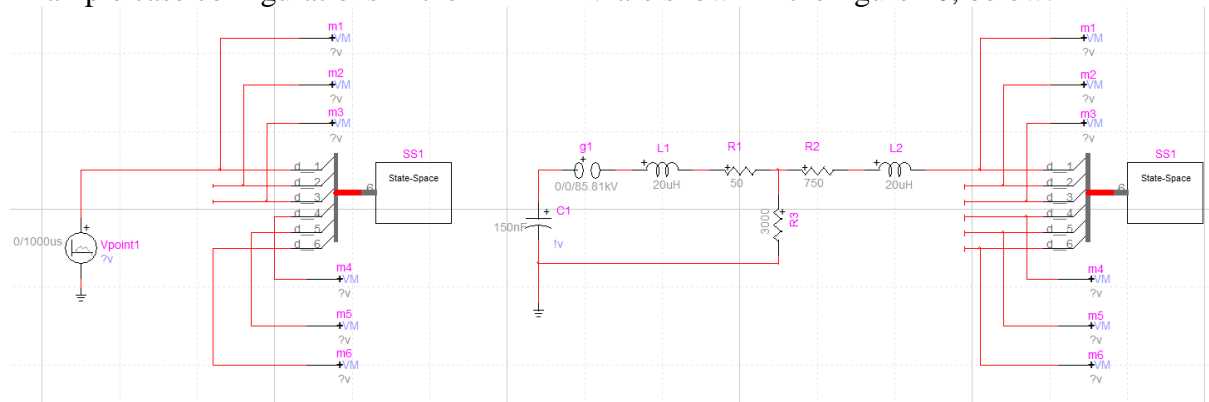 m1
+VM
?v
m2
+VM
?v
m3
+VM
?v
d__1
d__2
d__3
d__4
d__5
d__6
6
SS1
State-Space
+
0/1000us
Vpoint1
?v
m4
+VM
?v
m5
+VM
?v
m6
+VM
?v
g1
+
0/0/85.81kV
L1
+
20uH
R1
+
50
R2
+
750
L2
+
20uH
+
C1
150nF
!v
+
R3
3000
m1
+VM
?v
m2
+VM
?v
m3
+VM
?v
d__1
d__2
d__3
d__4
d__5
d__6
6
SS1
State-Space
m4
+VM
?v
m5
+VM
?v
m6
+VM
?v